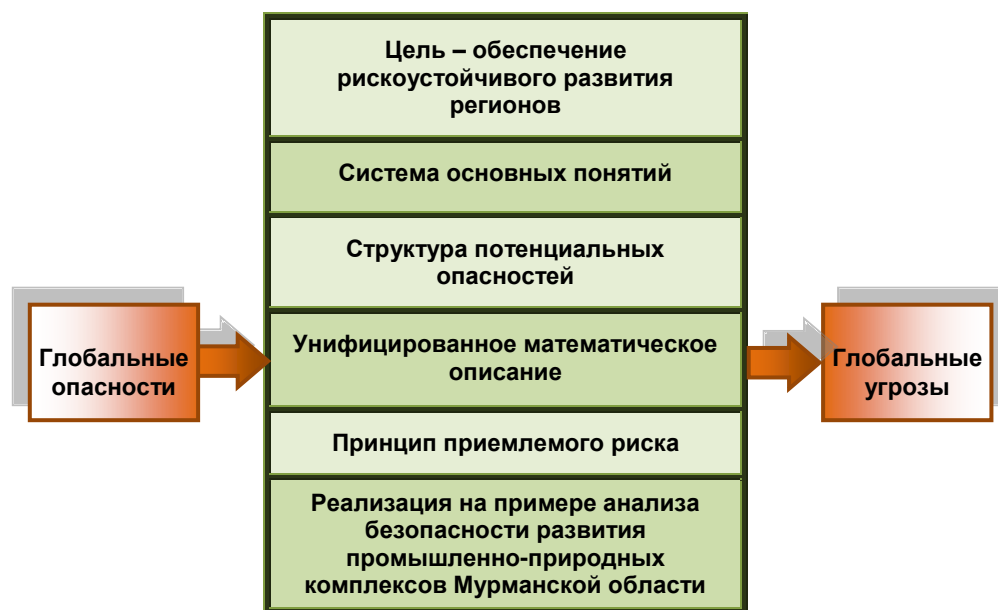 Цель – обеспечение
рискоустойчивого развития
регионов
Система основных понятий
Структура потенциальных
опасностей
Глобальные
опасности
Унифицированное математическое
описание
Глобальные
угрозы
Принцип приемлемого риска
Реализация на примере анализа
безопасности развития
промышленно-природных
комплексов Мурманской области